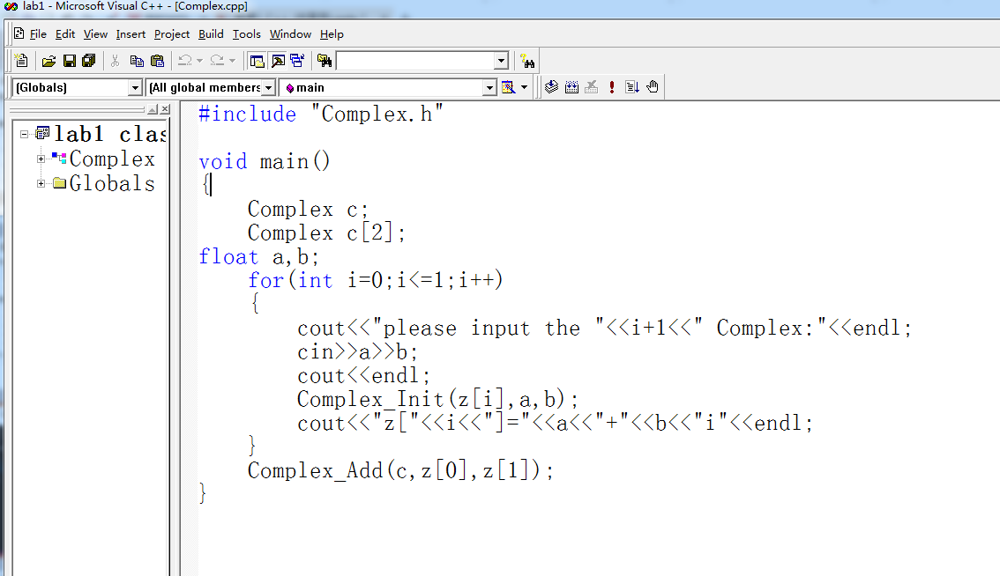 lab1 - Microsoft Visual C++ - [Complex.cpp]
File Edit View Insert Project Build Tools Window Help
(Globals) (All global members main
lab1 clas
Complex
Globals
#include "Complex.h"
void main()
{
Complex c;
Complex c[2];
float a,b;
for(int i=0;i<=1;i++)
{
cout<<"please input the "<<i+1<<" Complex:"<<endl;
cin>>a>>b;
cout<<endl;
Complex_Init(z[i],a,b);
cout<<"z["<<i<<"]="<<a<<"+"<<b<<"i"<<endl;
}
Complex_Add(c,z[0],z[1]);
}